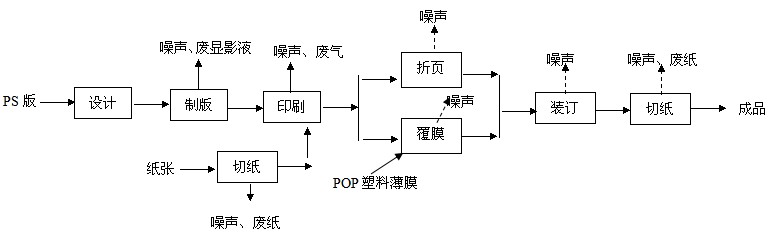 噪声
噪声、废显影液
噪声、废气
噪声
噪声、废纸
折页
PS 版
设计
制版
印刷
噪声
装订
切纸
成品
覆膜
纸张
切纸
POP 塑料薄膜
噪声、废纸